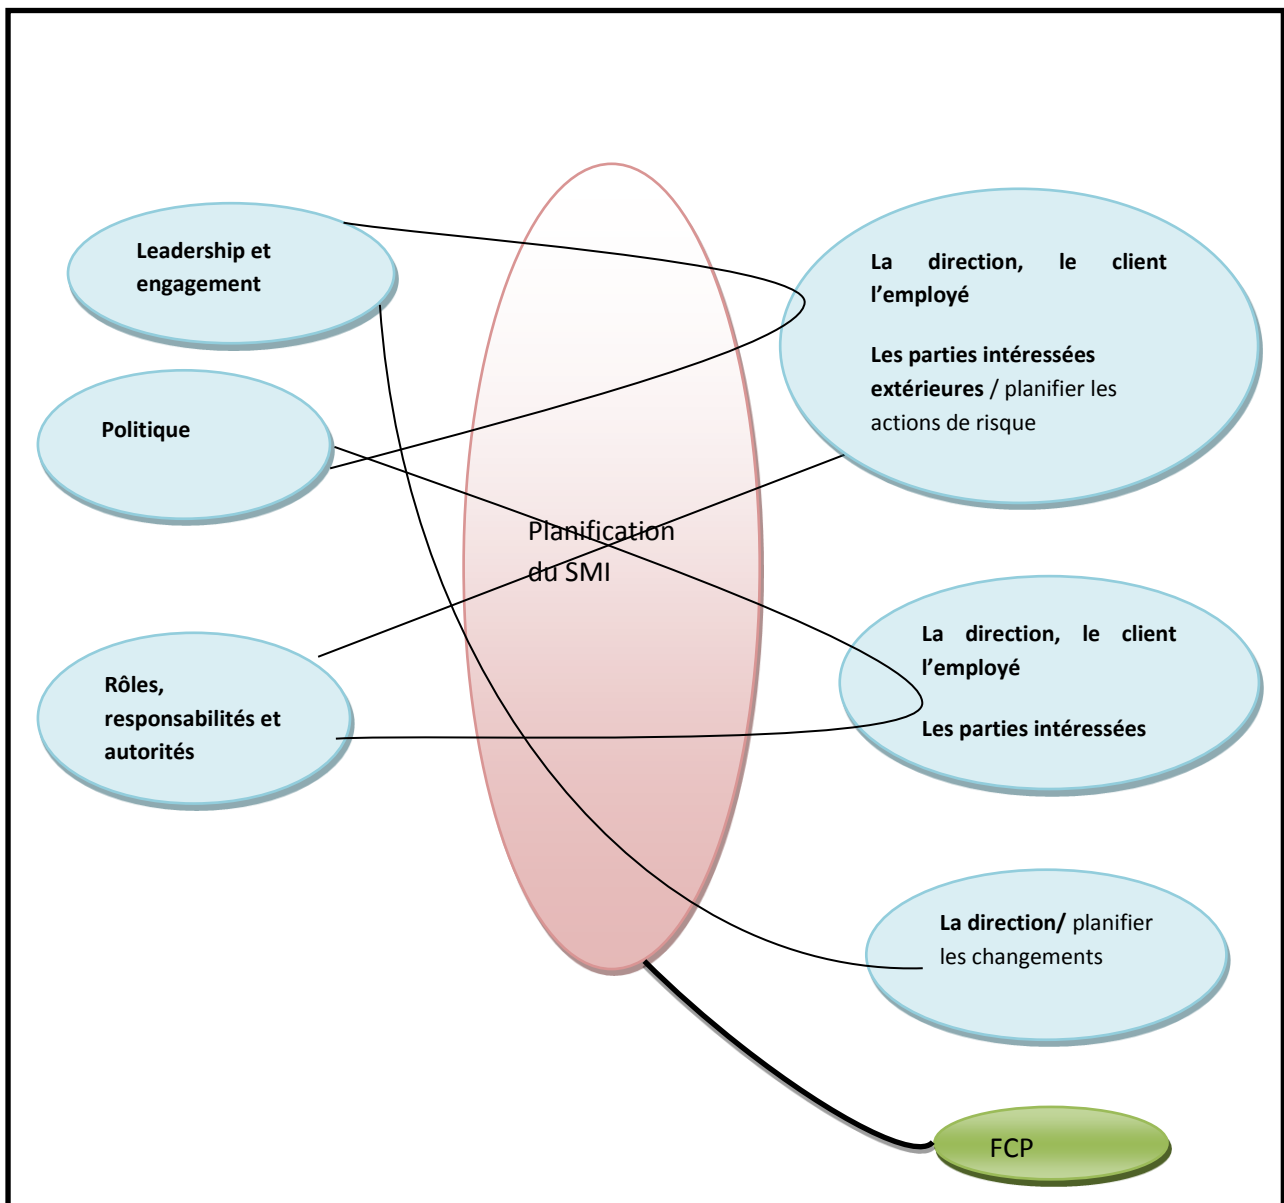 Leadership et
engagement
Politique
Rôles,
responsabilités et
autorités
Planification
du SMI
La direction, le client
l’employé
Les parties intéressées
extérieures / planifier les
actions de risque
La direction, le client
l’employé
Les parties intéressées
La direction/ planifier
les changements
FCP